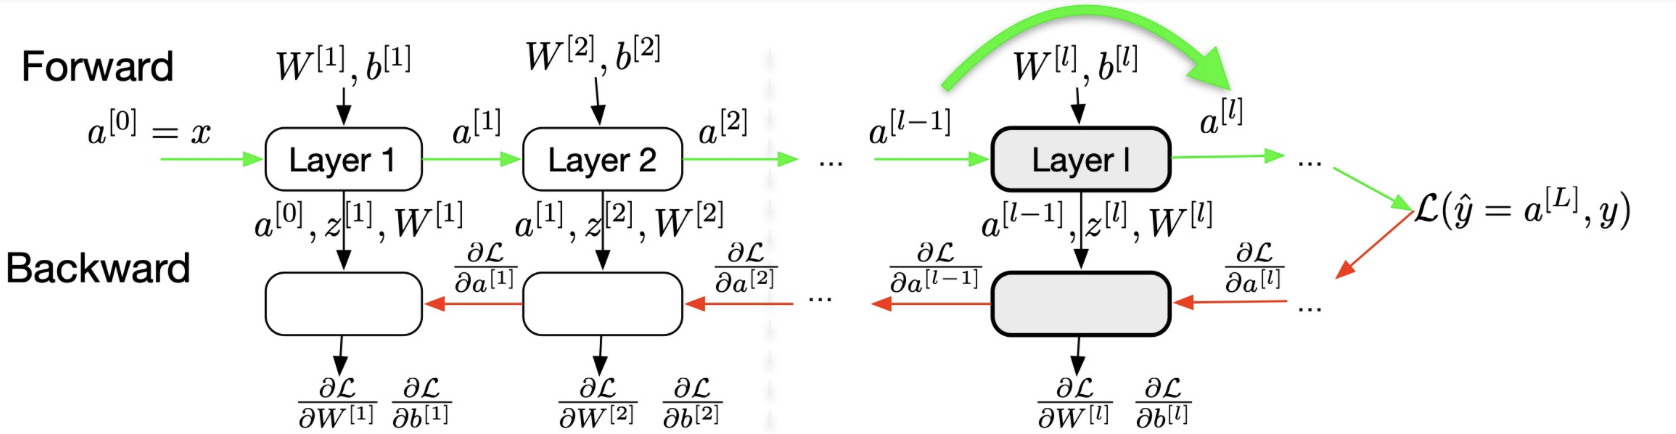 Forward
W^{[1]}, b^{[1]}
W^{[2]}, b^{[2]}
W^{[l]}, b^{[l]}
a^{[0]} = x
Layer 1
a^{[1]}
Layer 2
a^{[2]}
...
a^{[l-1]}
Layer l
a^{[l]}
...
\mathcal{L}(\hat{y} = a^{[L]}, y)
a^{[0]}, z^{[1]}, W^{[1]}
a^{[1]}, z^{[2]}, W^{[2]}
a^{[l-1]}, z^{[l]}, W^{[l]}
Backward
\frac{\partial \mathcal{L}}{\partial a^{[1]}}
\frac{\partial \mathcal{L}}{\partial a^{[2]}}
...
\frac{\partial \mathcal{L}}{\partial a^{[l-1]}}
\frac{\partial \mathcal{L}}{\partial a^{[l]}}
...
\frac{\partial \mathcal{L}}{\partial W^{[1]}} \frac{\partial \mathcal{L}}{\partial b^{[1]}}
\frac{\partial \mathcal{L}}{\partial W^{[2]}} \frac{\partial \mathcal{L}}{\partial b^{[2]}}
\frac{\partial \mathcal{L}}{\partial W^{[l]}} \frac{\partial \mathcal{L}}{\partial b^{[l]}}